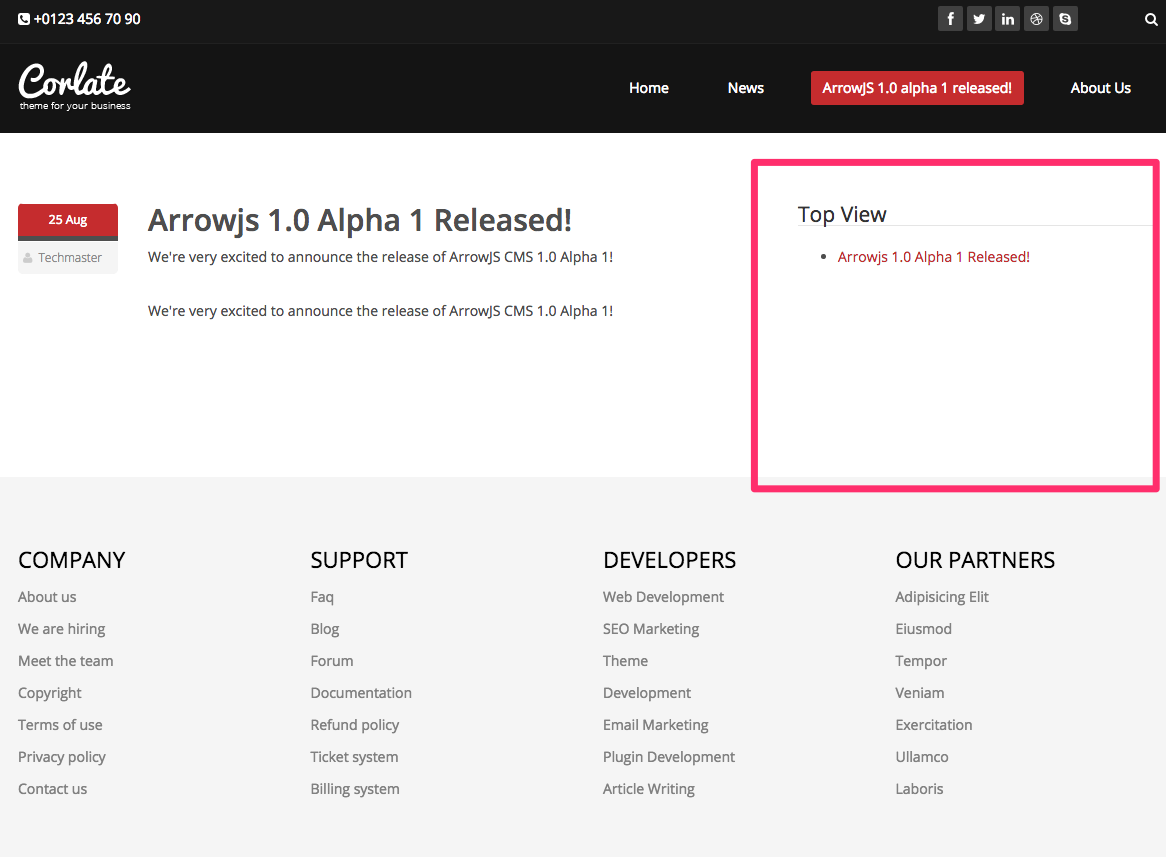 +0123 456 70 90
Corlate
theme for your business
Home
News
ArrowJS 1.0 alpha 1 released!
About Us
25 Aug
Techmaster
Arrowjs 1.0 Alpha 1 Released!
We're very excited to announce the release of ArrowJS CMS 1.0 Alpha 1!
We're very excited to announce the release of ArrowJS CMS 1.0 Alpha 1!
Top View
Arrowjs 1.0 Alpha 1 Released!
COMPANY
About us
We are hiring
Meet the team
Copyright
Terms of use
Privacy policy
Contact us
SUPPORT
Faq
Blog
Forum
Documentation
Refund policy
Ticket system
Billing system
DEVELOPERS
Web Development
SEO Marketing
Theme
Development
Email Marketing
Plugin Development
Article Writing
OUR PARTNERS
Adipisicing Elit
Eiusmod
Tempor
Veniam
Exercitation
Ullamco
Laboris